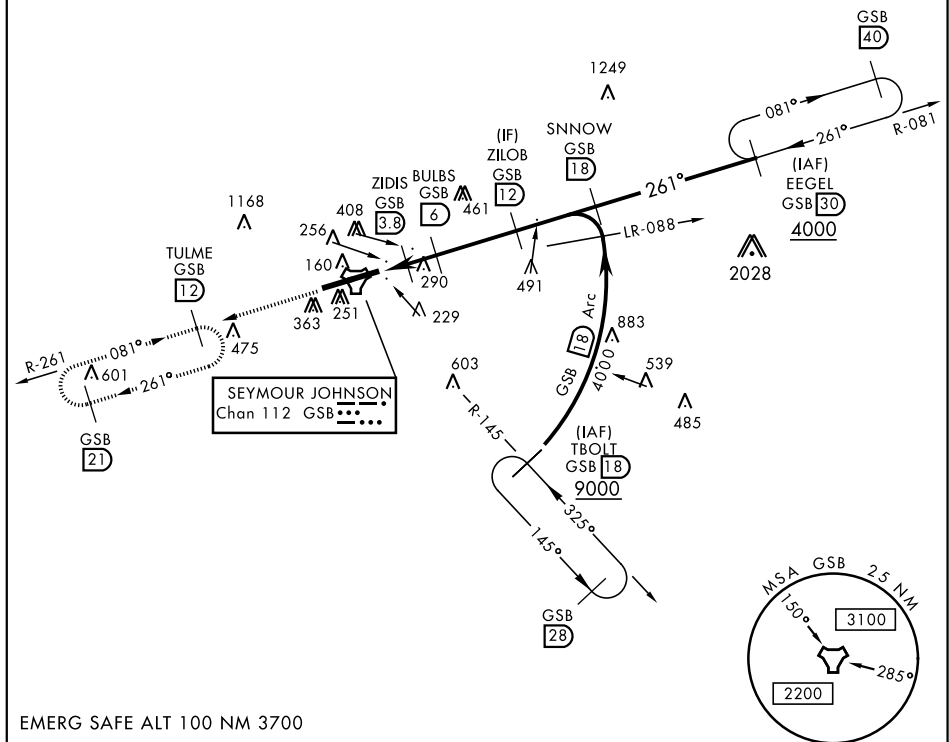 GSB
40
1249
081°
R-081
261°
SNNOW
GSB
18
(IF)
ZILOB
GSB
12
261°
(IAF)
EEGEL
GSB 30
4000
BULBS
GSB
6
461
ZIDIS
GSB
3.8
408
1168
256
LR-088
2028
TULME
GSB
12
160
290
491
363
251
229
475
R-261
081°
601
261°
GSB
21
SEYMOUR JOHNSON
Chan 112 GSB
GSB 18 Arc
4000
883
603
539
485
R-145
(IAF)
TBOLT
GSB 18
9000
325°
145°
GSB
28
MSA GSB 25 NM
150°
3100
285°
2200
EMERG SAFE ALT 100 NM 3700